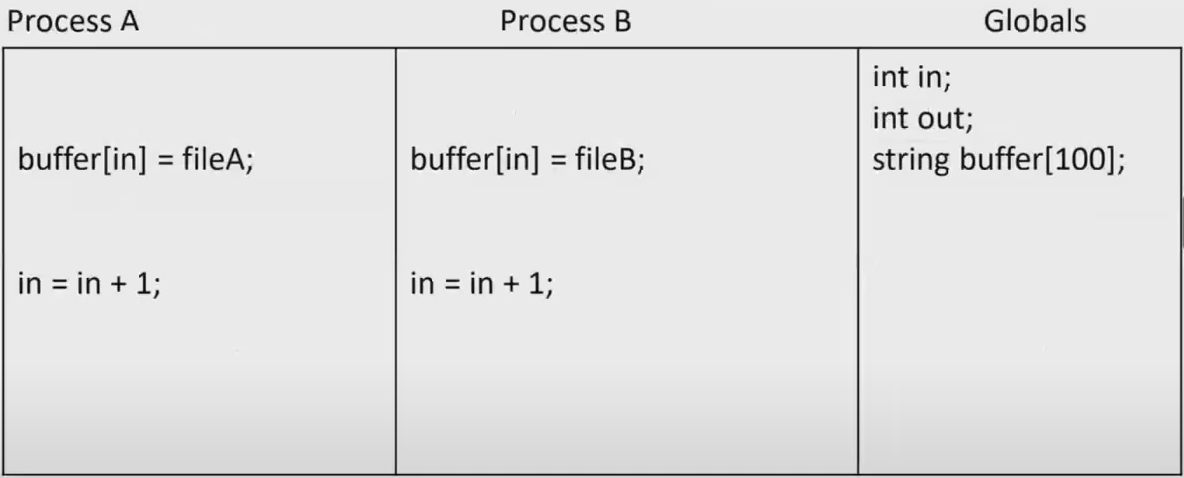 Process A
Process B
Globals
buffer[in] = fileA;
in = in + 1;
buffer[in] = fileB;
in = in + 1;
int in;
int out;
string buffer[100];